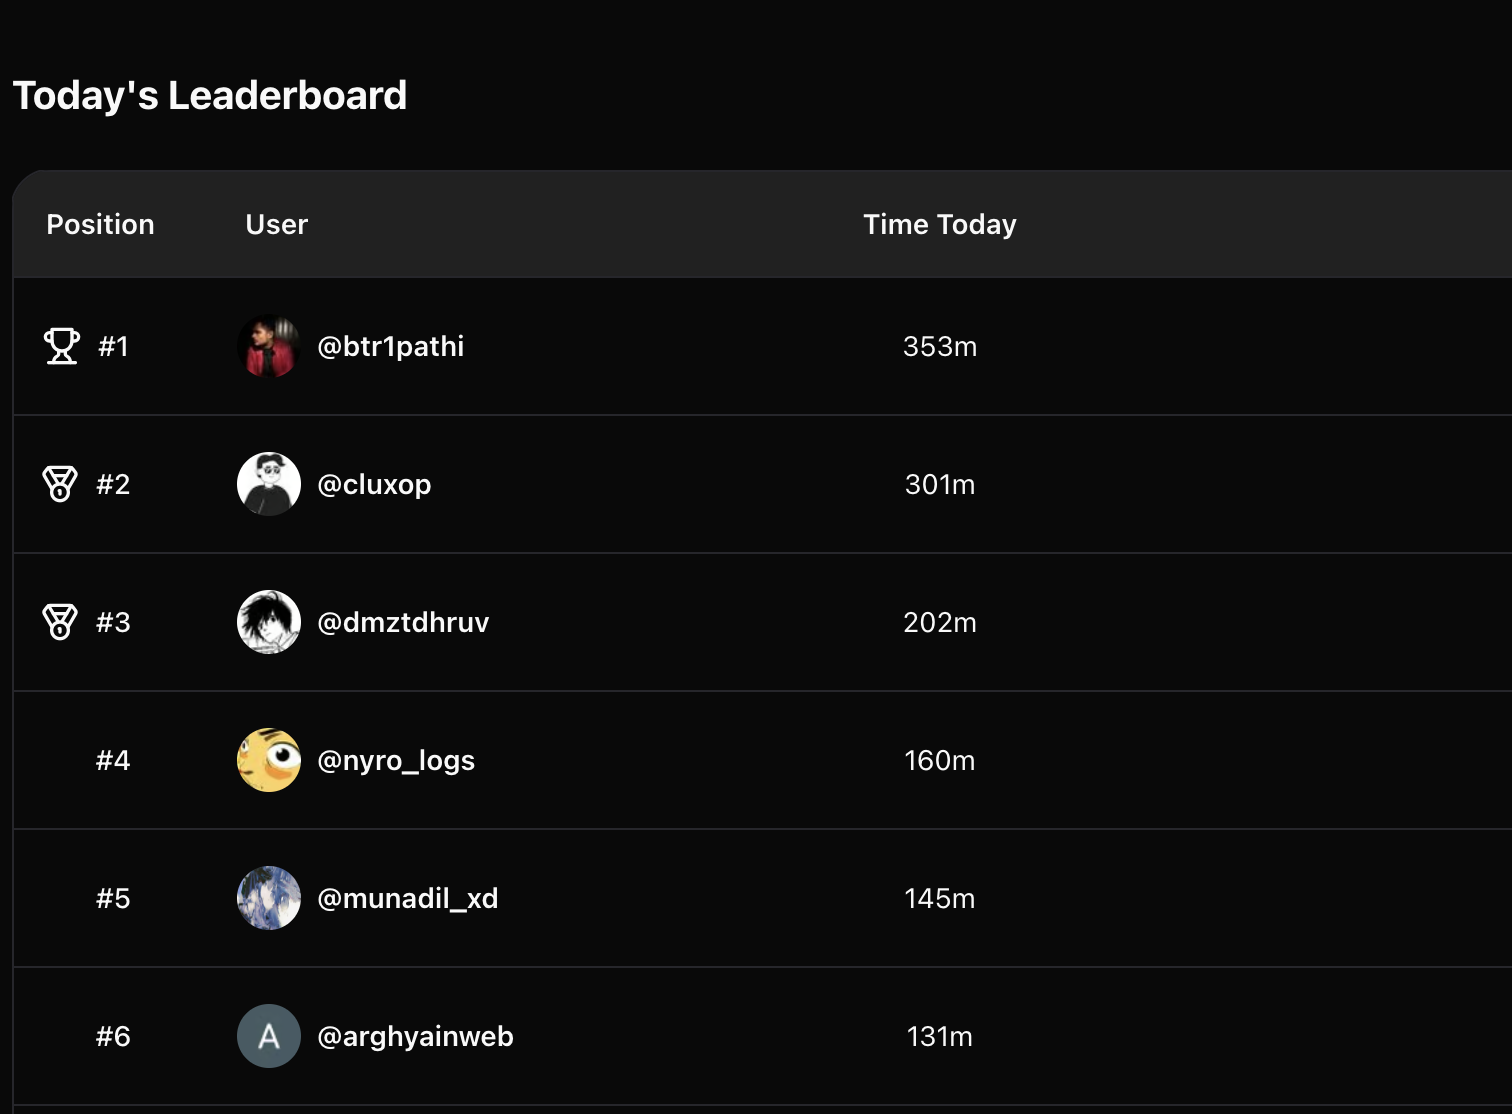 Today's Leaderboard
Position User Time Today
#1 @btr1pathi 353m
#2 @cluxop 301m
#3 @dmztdhruv 202m
#4 @nyro_logs 160m
#5 @munadil_xd 145m
#6 A @arghyainweb 131m